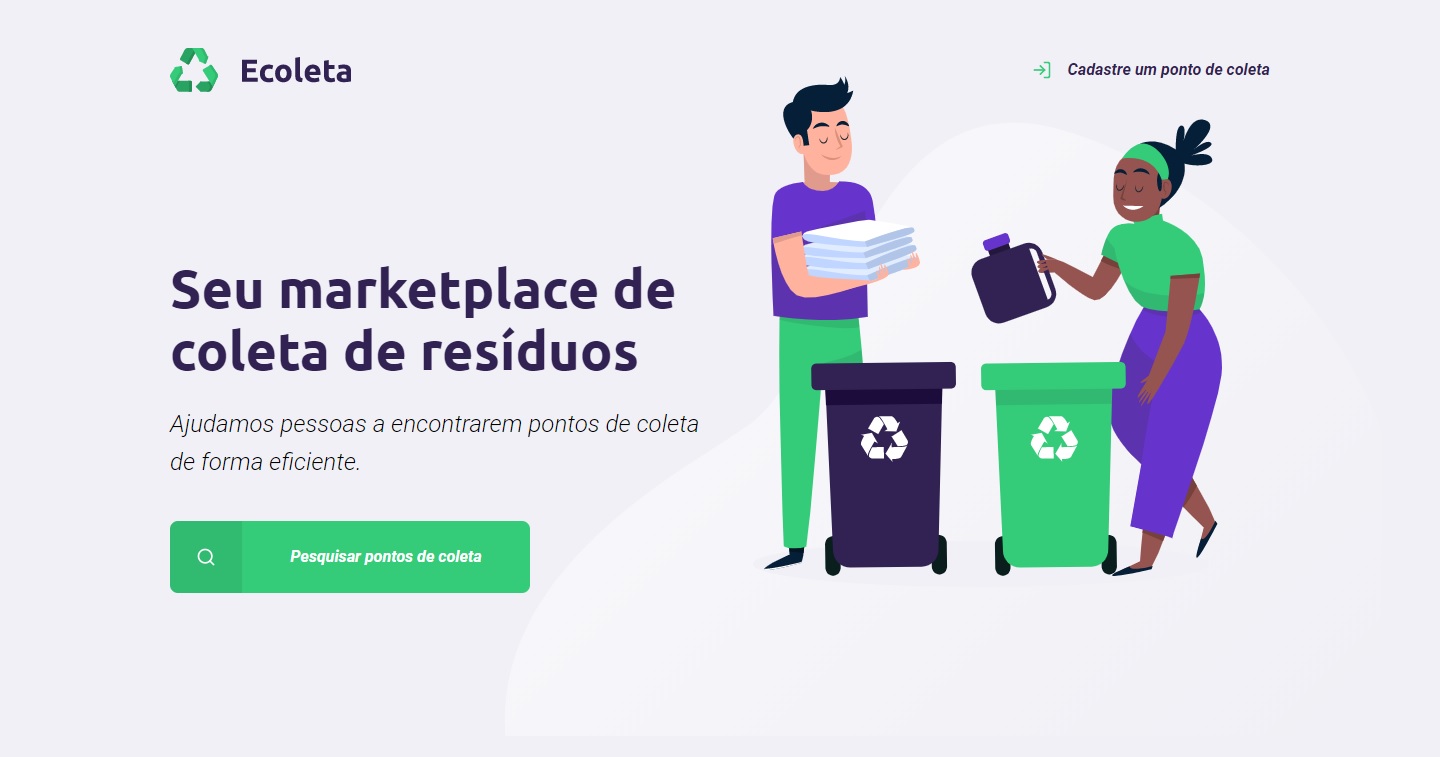 Ecoleta
Cadastre um ponto de coleta
Seu marketplace de
coleta de resíduos
Ajudamos pessoas a encontrarem pontos de coleta
de forma eficiente.
Pesquisar pontos de coleta